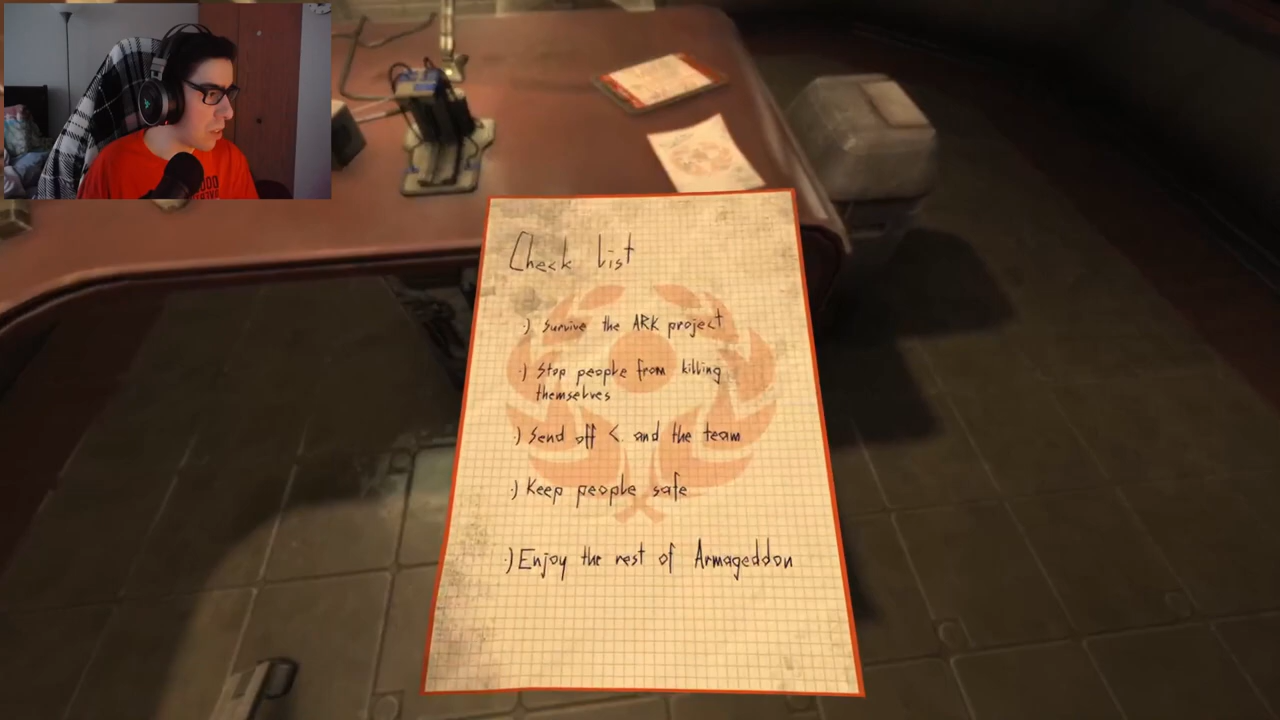 Check list
·) Survive the ARK project
·) Stop people from killing
themselves
·) Send off < and the team
·) Keep people safe
·) Enjoy the rest of Armageddon